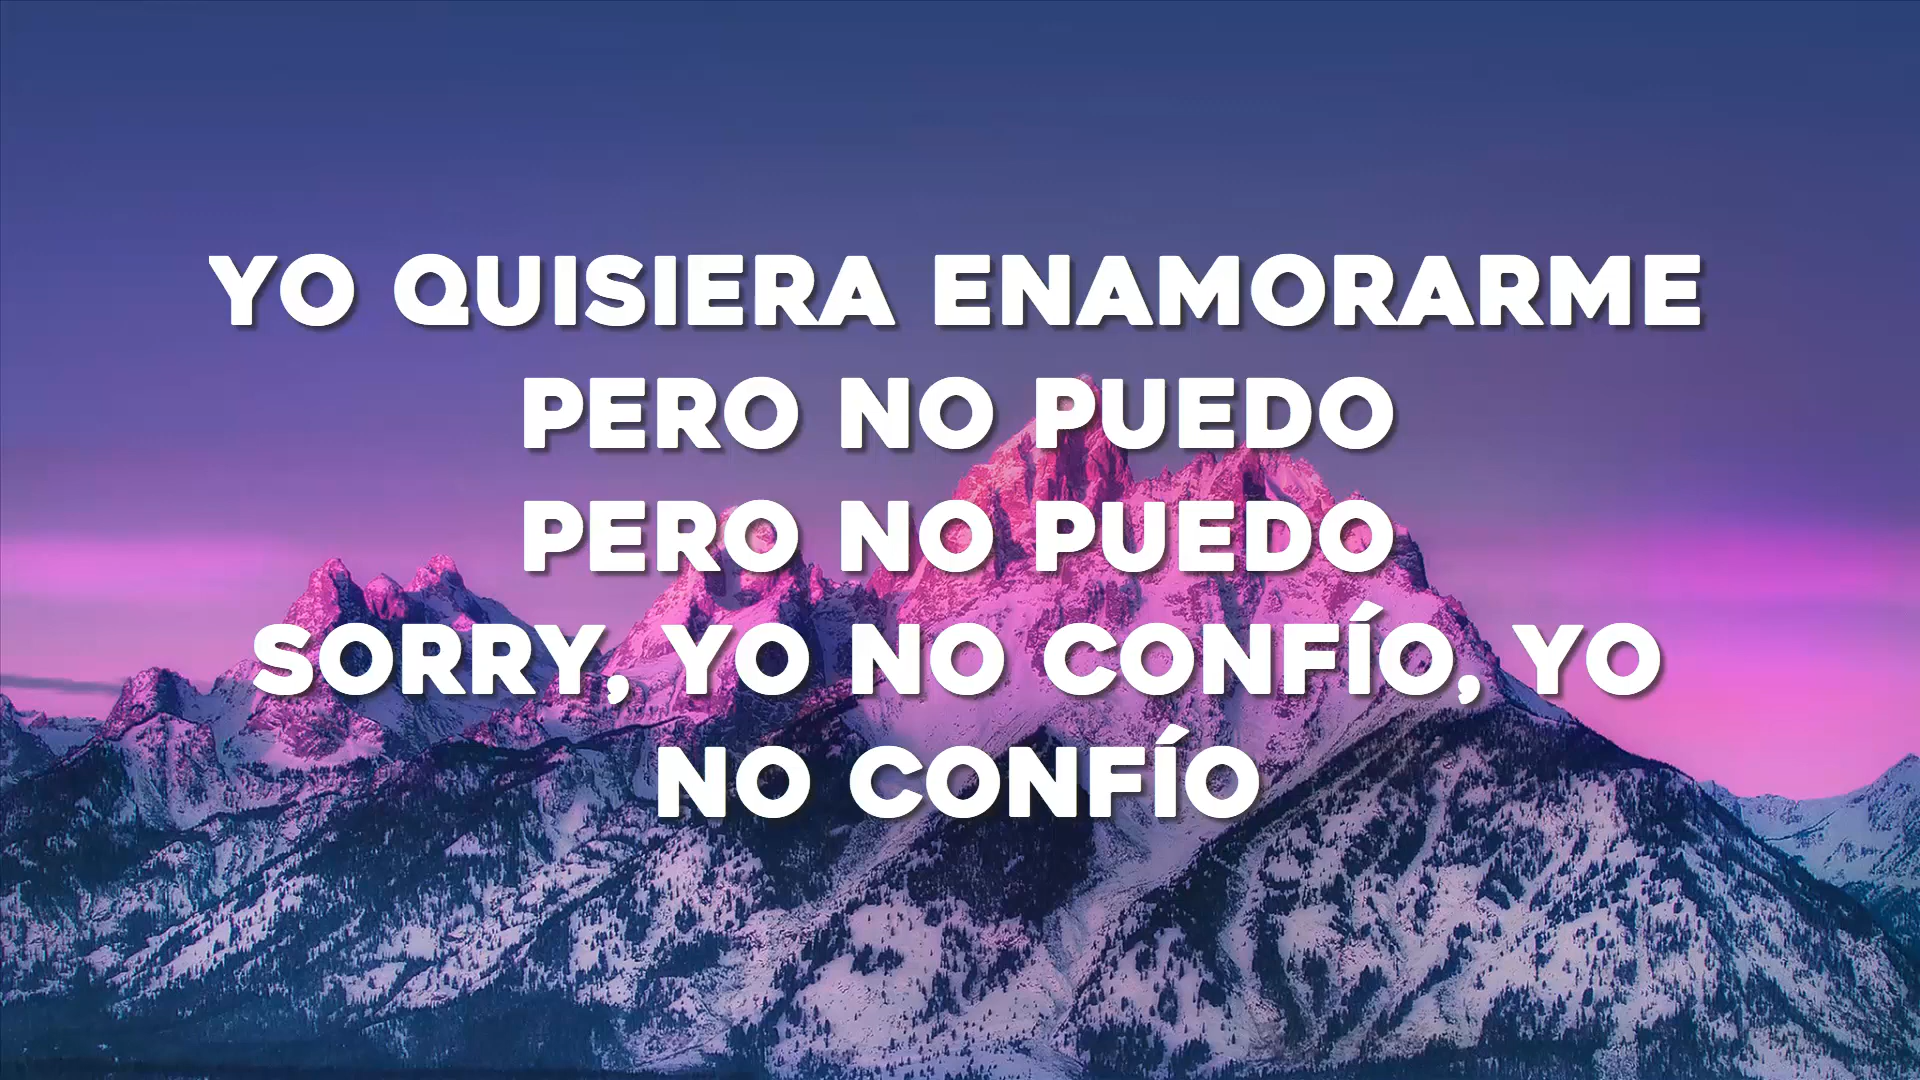 YO QUISIERA ENAMORARME
PERO NO PUEDO
PERO NO PUEDO
SORRY, YO NO CONFÍO, YO
NO CONFÍO